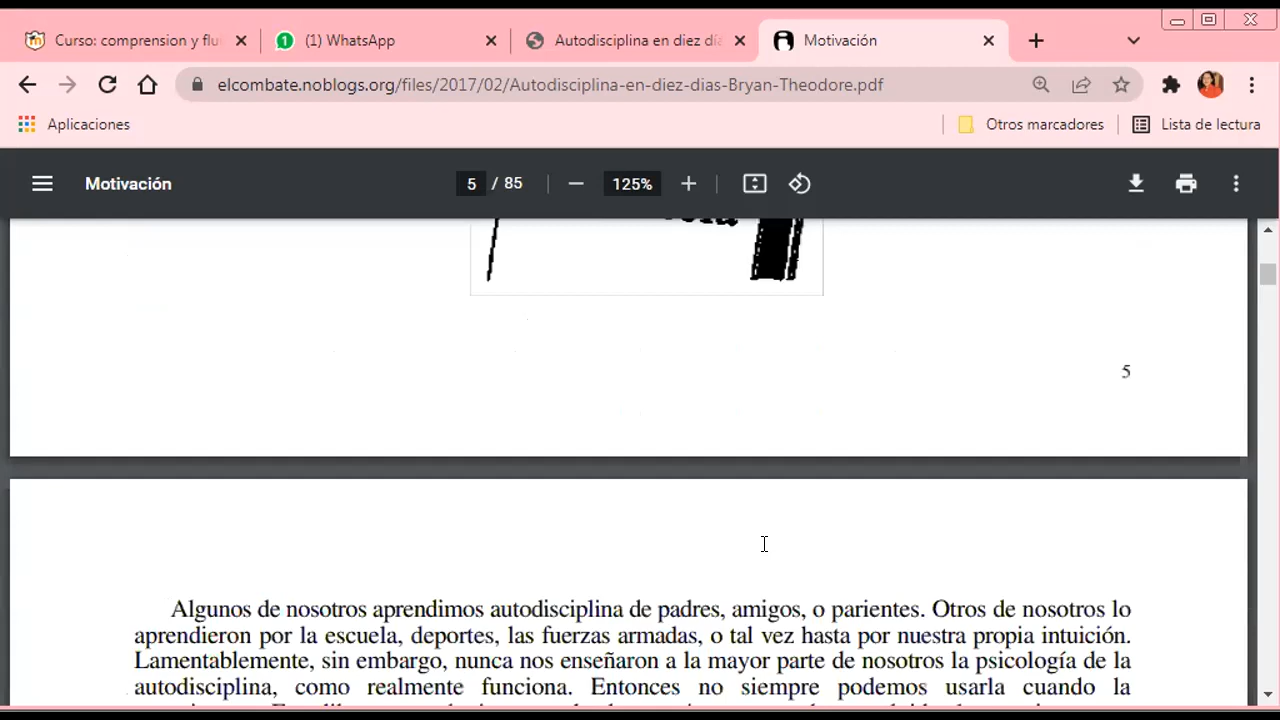 Curso: comprension y flu
(1) WhatsApp
Autodisciplina en diez día
Motivación
elcombate.noblogs.org/files/2017/02/Autodisciplina-en-diez-dias-Bryan-Theodore.pdf
Aplicaciones
Otros marcadores
Lista de lectura
Motivación
5 / 85
125%
5
Algunos de nosotros aprendimos autodisciplina de padres, amigos, o parientes. Otros de nosotros lo
aprendieron por la escuela, deportes, las fuerzas armadas, o tal vez hasta por nuestra propia intuición.
Lamentablemente, sin embargo, nunca nos enseñaron a la mayor parte de nosotros la psicología de la
autodisciplina, como realmente funciona. Entonces no siempre podemos usarla cuando la